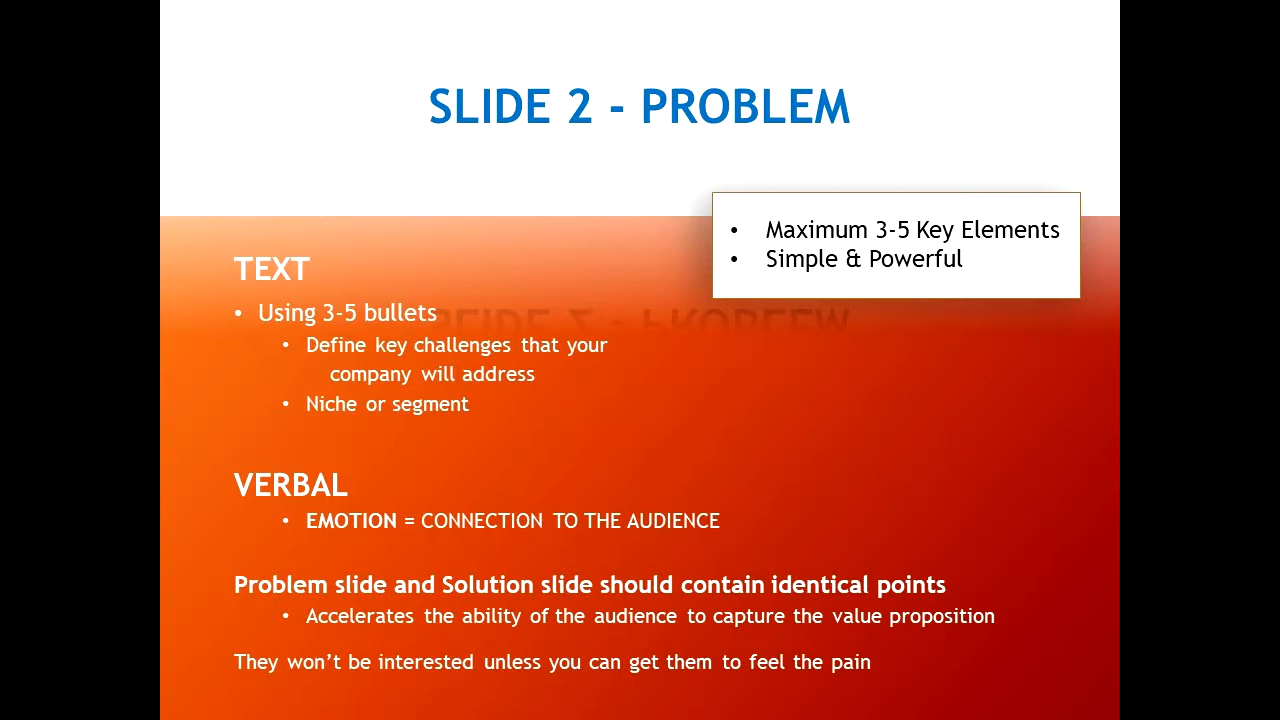 SLIDE 2 - PROBLEM
• Maximum 3-5 Key Elements
• Simple & Powerful
TEXT
• Using 3-5 bullets
• Define key challenges that your
company will address
• Niche or segment
VERBAL
• EMOTION = CONNECTION TO THE AUDIENCE
Problem slide and Solution slide should contain identical points
• Accelerates the ability of the audience to capture the value proposition
They won’t be interested unless you can get them to feel the pain